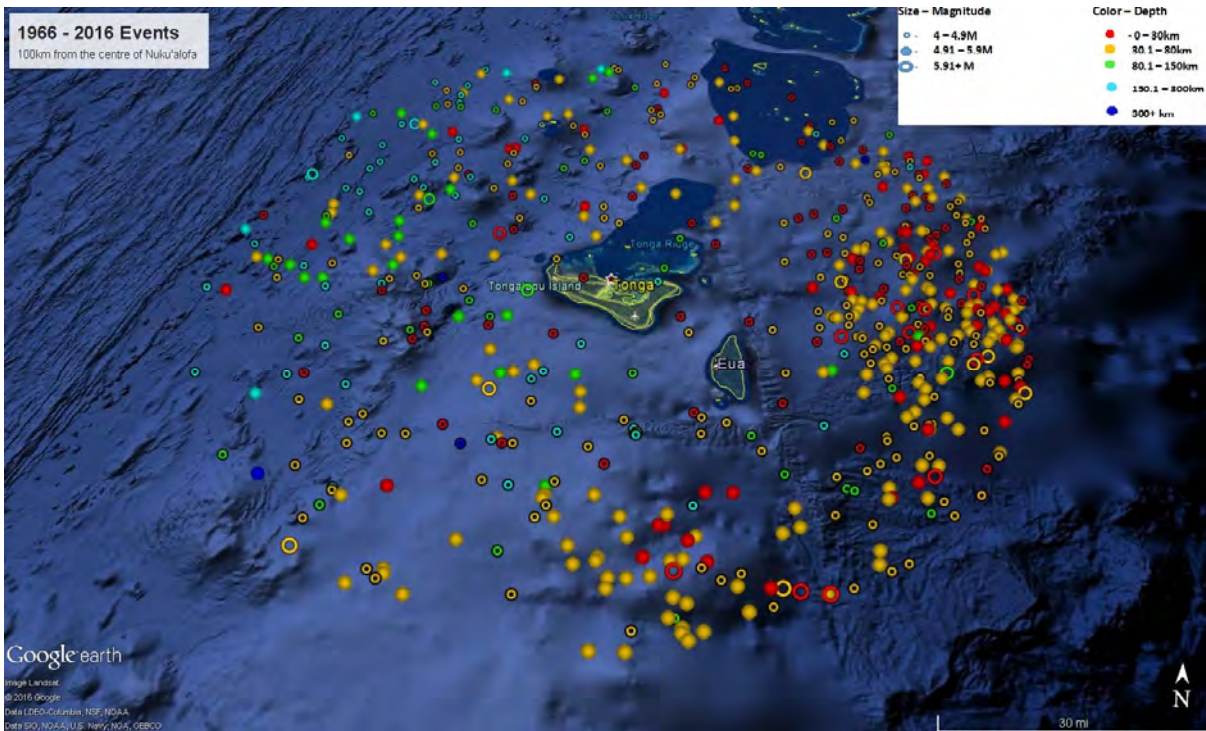 1966 - 2016 Events
100km from the centre of Nuku'alofa
Size – Magnitude
4 – 4.9M
4.91 – 5.9M
5.91+ M
Color – Depth
- 0 – 30km
30.1 – 80km
80.1 – 150km
150.1 – 300km
300+ km
Tonga Ridge
Tongatapu Island
Tonga
Eua
Google earth
Image Landsat
© 2016 Google
Data LDEO-Columbia, NSF, NOAA
Data SIO, NOAA, U.S. Navy, NGA, GEBCO
N
30 mi